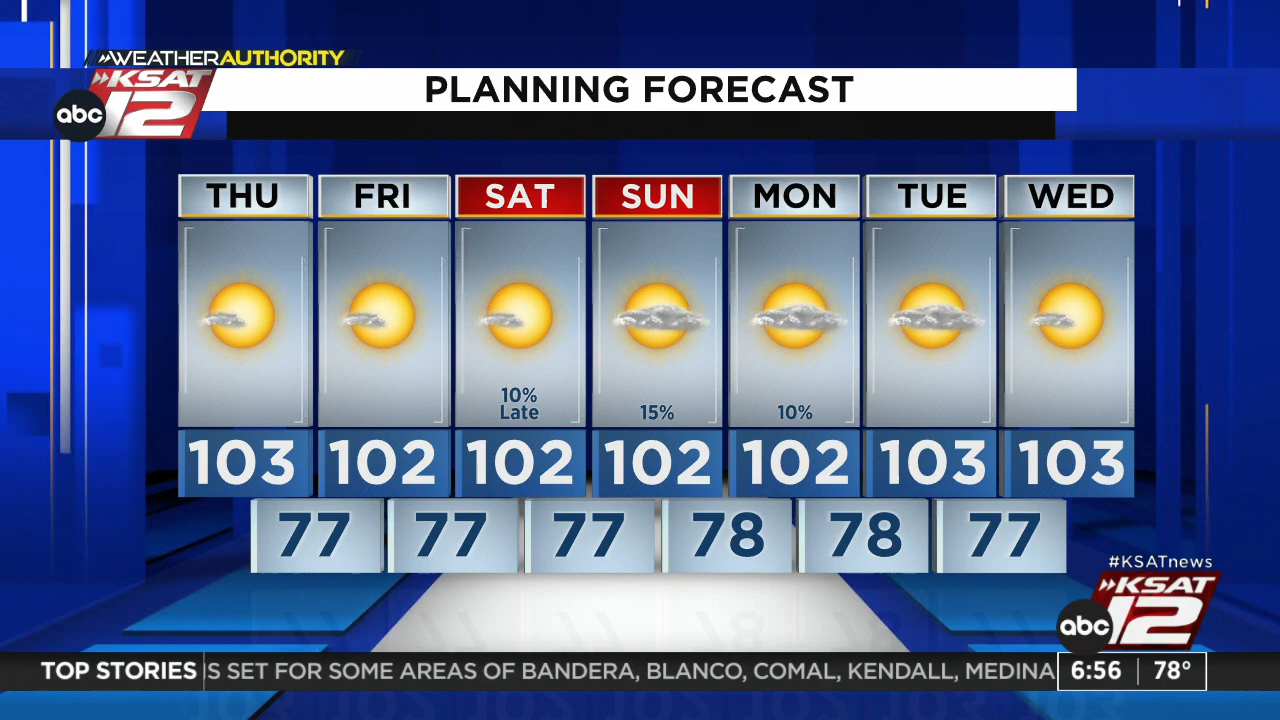 WEATHERAUTHORITY
KSAT
abc 12
PLANNING FORECAST
THU FRI SAT SUN MON TUE WED
10% Late 15% 10%
103 102 102 102 102 103 103
77 77 77 78 78 77
#KSATnews
KSAT
abc 12
TOP STORIES S SET FOR SOME AREAS OF BANDERA, BLANCO, COMAL, KENDALL, MEDINA 6:56 78°